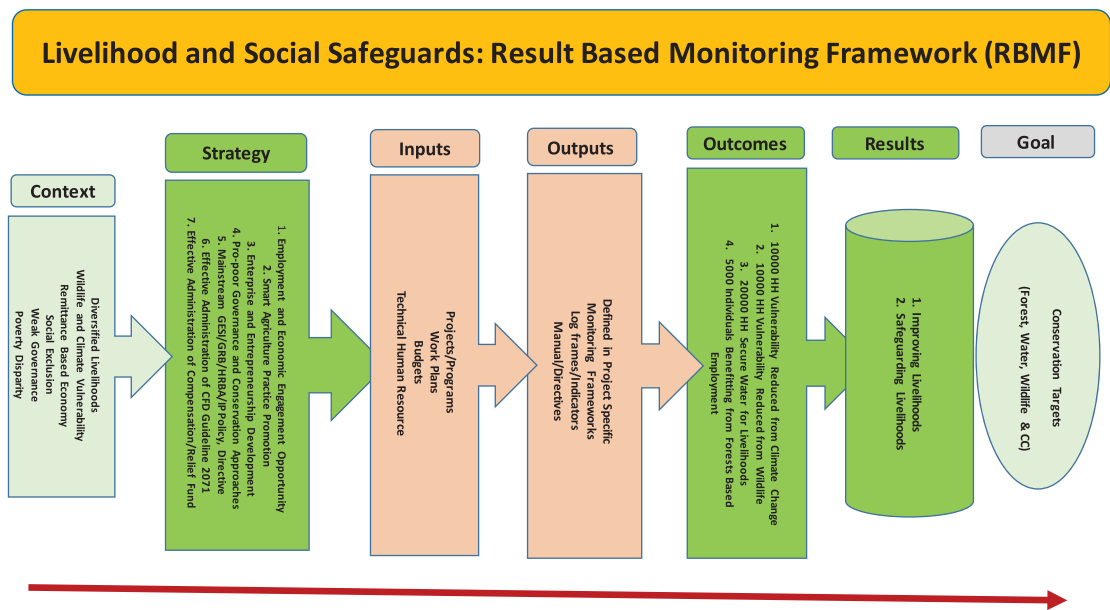 Livelihood and Social Safeguards: Result Based Monitoring Framework (RBMF)
Context
Diversified Livelihoods
Wildlife and Climate Vulnerability
Remittance Based Economy
Social Exclusion
Weak Governance
Poverty Disparity
Strategy
1. Employment and Economic Engagement Opportunity
2. Smart Agriculture Practice Promotion
3. Enterprise and Entrepreneurship Development
4. Pro-poor Governance and Conservation Approaches
5. Mainstream GESI/GRB/HRBA/IP Policy, Directive
6. Effective Administration of CFD Guideline 2071
7. Effective Administration of Compensation/Relief Fund
Inputs
Projects/Programs
Work Plans
Budgets
Technical Human Resource
Outputs
Defined in Project Specific
Monitoring Frameworks
Log frames/Indicators
Manual/Directives
Outcomes
1. 10000 HH Vulnerability Reduced from Climate Change
2. 10000 HH Vulnerability Reduced from Wildlife
3. 20000 HH Secure Water for Livelihoods
4. 5000 Individuals Benefitting from Forests Based
Employment
Results
1. Improving Livelihoods
2. Safeguarding Livelihoods
Goal
Conservation Targets
(Forest, Water, Wildlife & CC)